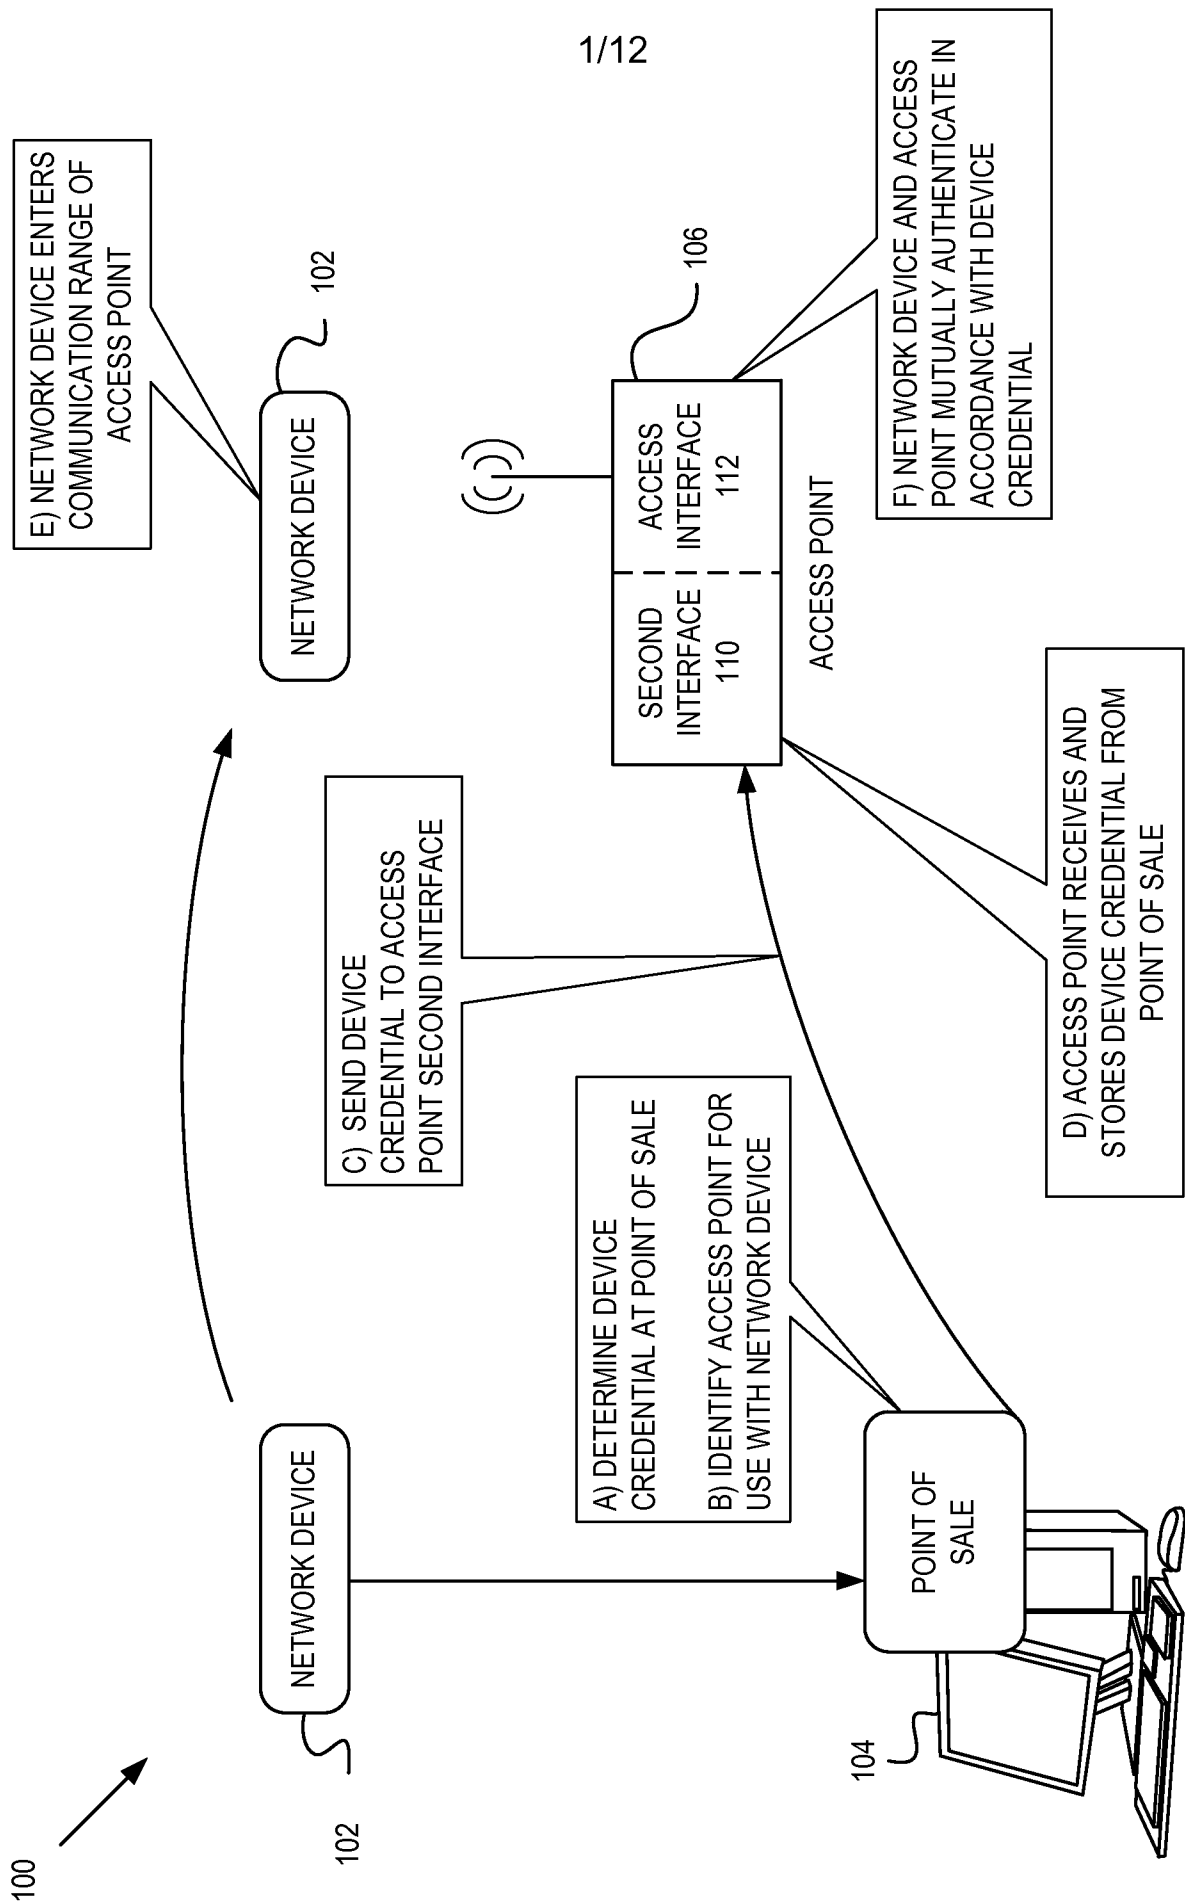 1/12
100
102
NETWORK DEVICE
E) NETWORK DEVICE ENTERS
COMMUNICATION RANGE OF
ACCESS POINT
102
NETWORK DEVICE
C) SEND DEVICE
CREDENTIAL TO ACCESS
POINT SECOND INTERFACE
A) DETERMINE DEVICE
CREDENTIAL AT POINT OF SALE
B) IDENTIFY ACCESS POINT FOR
USE WITH NETWORK DEVICE
106
SECOND
INTERFACE
110
ACCESS
INTERFACE
112
ACCESS POINT
104
POINT OF
SALE
D) ACCESS POINT RECEIVES AND
STORES DEVICE CREDENTIAL FROM
POINT OF SALE
F) NETWORK DEVICE AND ACCESS
POINT MUTUALLY AUTHENTICATE IN
ACCORDANCE WITH DEVICE
CREDENTIAL